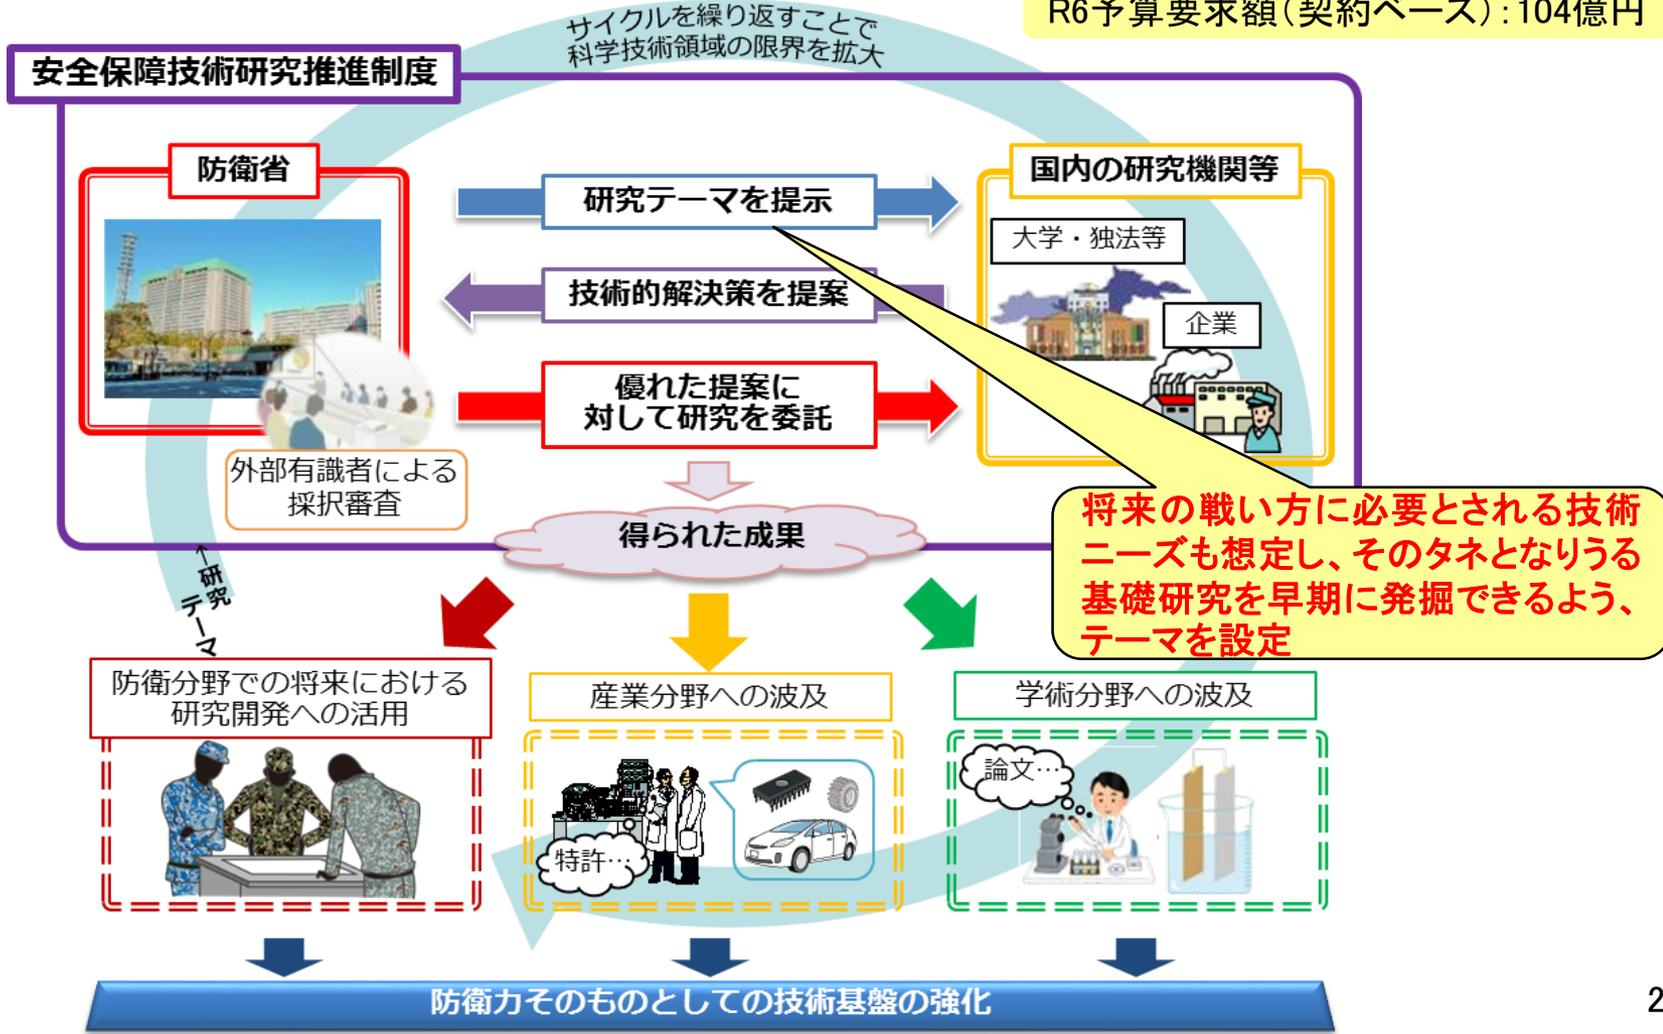 R6予算要求額（契約ベース）：104億円
サイクルを繰り返すことで
科学技術領域の限界を拡大
安全保障技術研究推進制度
防衛省
国内の研究機関等
研究テーマを提示
大学・独法等
技術的解決策を提案
企業
優れた提案に
対して研究を委託
外部有識者による
採択審査
得られた成果
将来の戦い方に必要とされる技術
ニーズも想定し、そのタネとなりうる
基礎研究を早期に発掘できるよう、
テーマを設定
←研究
テーマ
防衛分野での将来における
研究開発への活用
産業分野への波及
学術分野への波及
特許…
論文…
防衛力そのものとしての技術基盤の強化
2